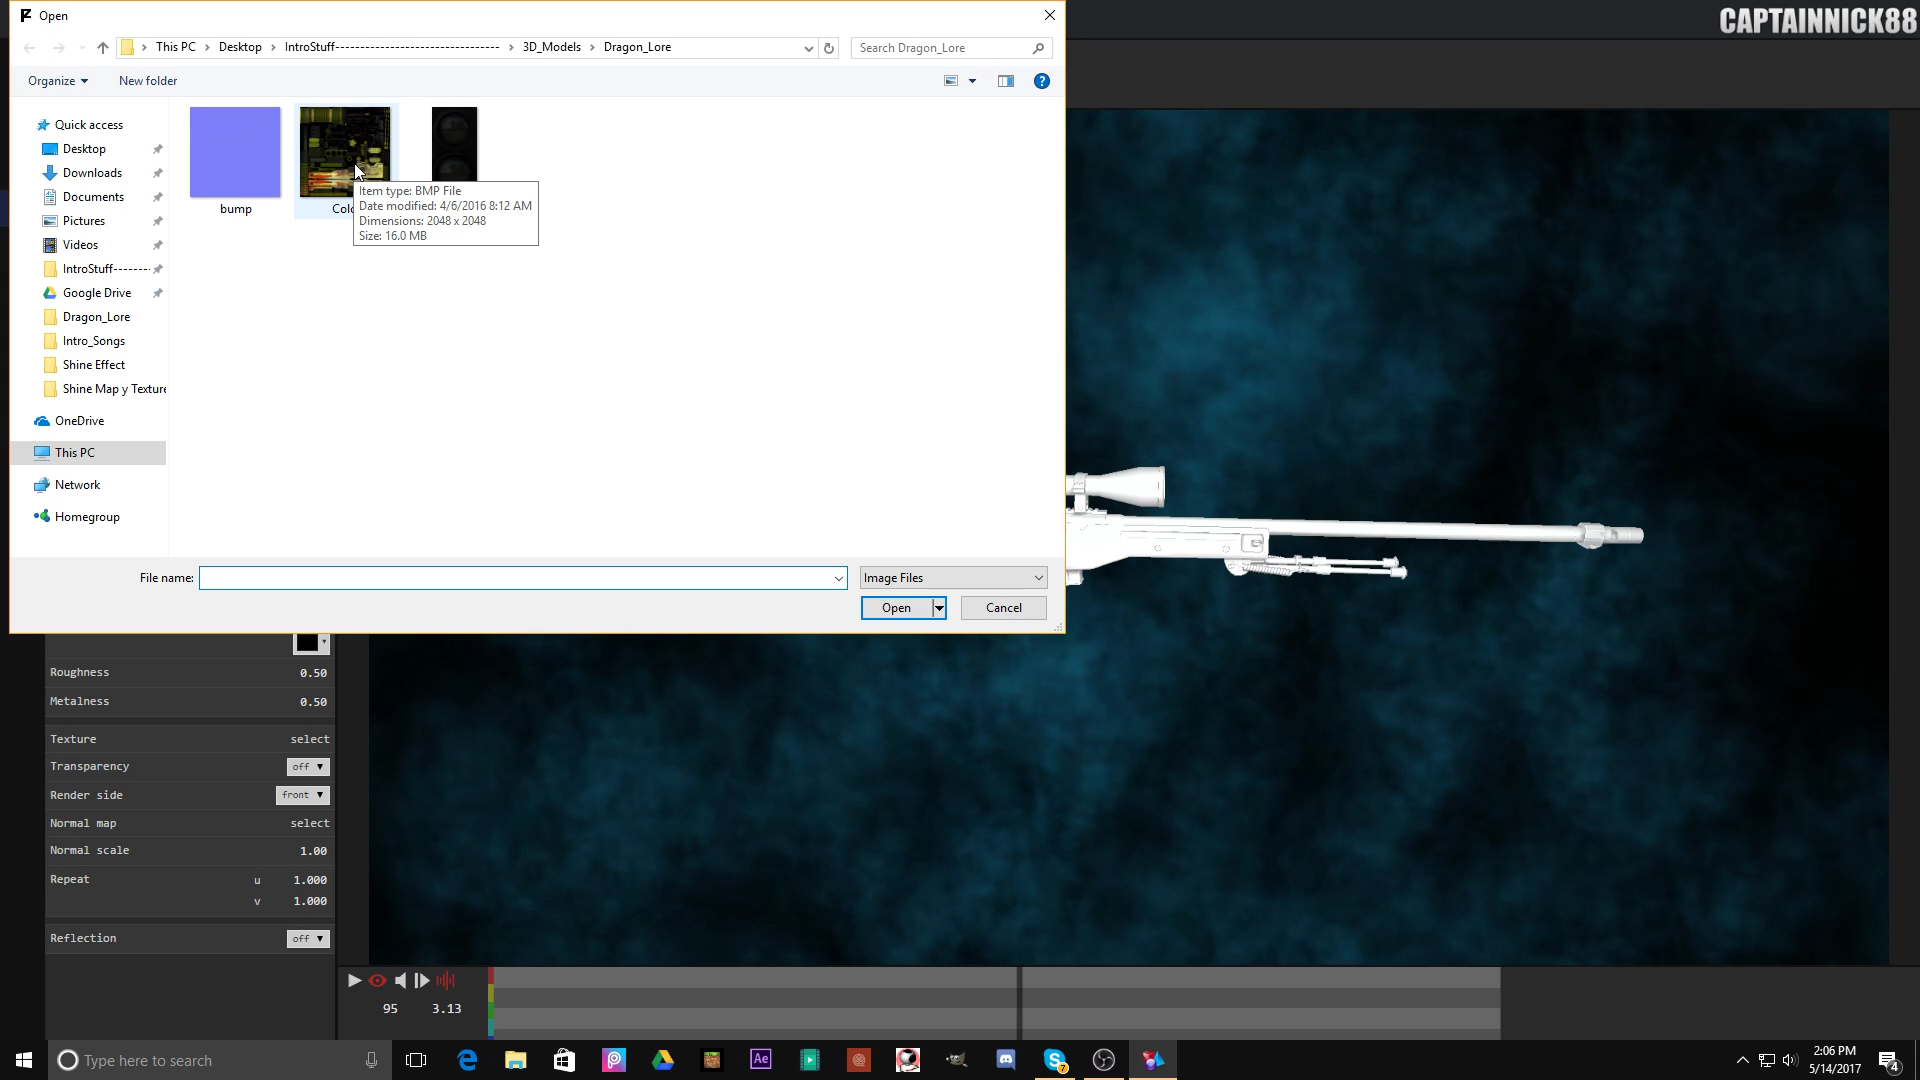 Open
CAPTAINNICK88
This PC > Desktop > IntroStuff--------------------------------- > 3D_Models > Dragon_Lore
Search Dragon_Lore
Organize
New folder
Quick access
Desktop
Downloads
Documents
Pictures
Videos
IntroStuff-------
Google Drive
Dragon_Lore
Intro_Songs
Shine Effect
Shine Map y Texture
OneDrive
This PC
Network
Homegroup
bump
Item type: BMP File
Date modified: 4/6/2016 8:12 AM
Dimensions: 2048 x 2048
Size: 16.0 MB
File name:
Image Files
Open
Cancel
Roughness 0.50
Metalness 0.50
Texture select
Transparency off
Render side front
Normal map select
Normal scale 1.00
Repeat u 1.000
v 1.000
Reflection off
95 3.13
Type here to search
Ae
7
2:06 PM
5/14/2017
4